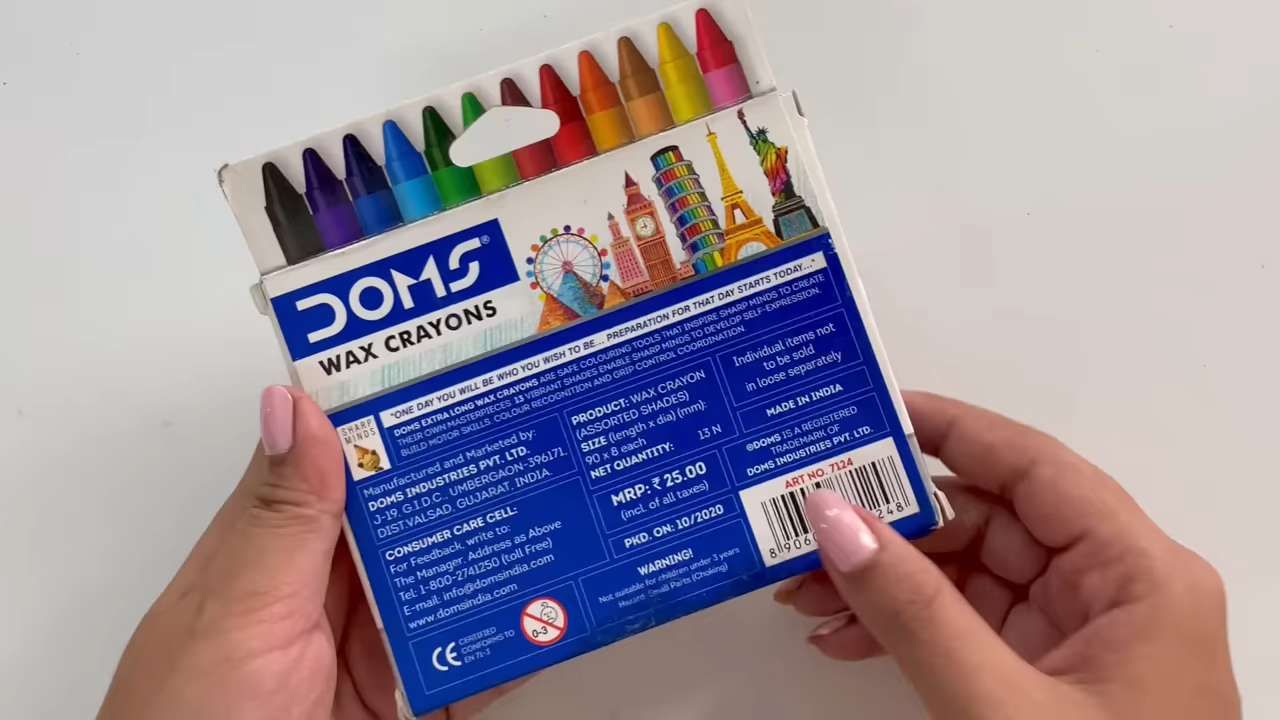 DOMS®
WAX CRAYONS
"ONE DAY YOU WILL BE WHO YOU WISH TO BE... PREPARATION FOR THAT DAY STARTS TODAY..."
DOMS EXTRA LONG WAX CRAYONS ARE SAFE COLOURING TOOLS THAT INSPIRE SHARP MINDS TO CREATE
THEIR OWN MASTERPIECES. 13 VIBRANT SHADES ENABLE SHARP MINDS TO DEVELOP SELF-EXPRESSION,
BUILD MOTOR SKILLS, COLOUR RECOGNITION AND GRIP CONTROL COORDINATION.
SHARP
MINDS
Manufactured and Marketed by:
DOMS INDUSTRIES PVT. LTD.
J-19, G.I.D.C., UMBERGAON-396171,
DIST.VALSAD, GUJARAT, INDIA.
CONSUMER CARE CELL:
For Feedback, write to:
The Manager, Address as Above
Tel: 1-800-2741250 (toll Free)
E-mail: info@domsindia.com
www.domsindia.com
CE CERTIFIED
CONFORMS TO
EN 71-3
0-3
PRODUCT: WAX CRAYON
(ASSORTED SHADES)
SIZE (length x dia) (mm):
90 x 8 each
NET QUANTITY: 13 N
MRP: ₹ 25.00
(incl. of all taxes)
PKD. ON: 10/2020
WARNING!
Not suitable for children under 3 years
Hazard: Small Parts (Choking)
Individual items not
to be sold
in loose separately
MADE IN INDIA
©DOMS IS A REGISTERED
TRADEMARK OF
DOMS INDUSTRIES PVT. LTD.
ART NO. 7124
8 906 248